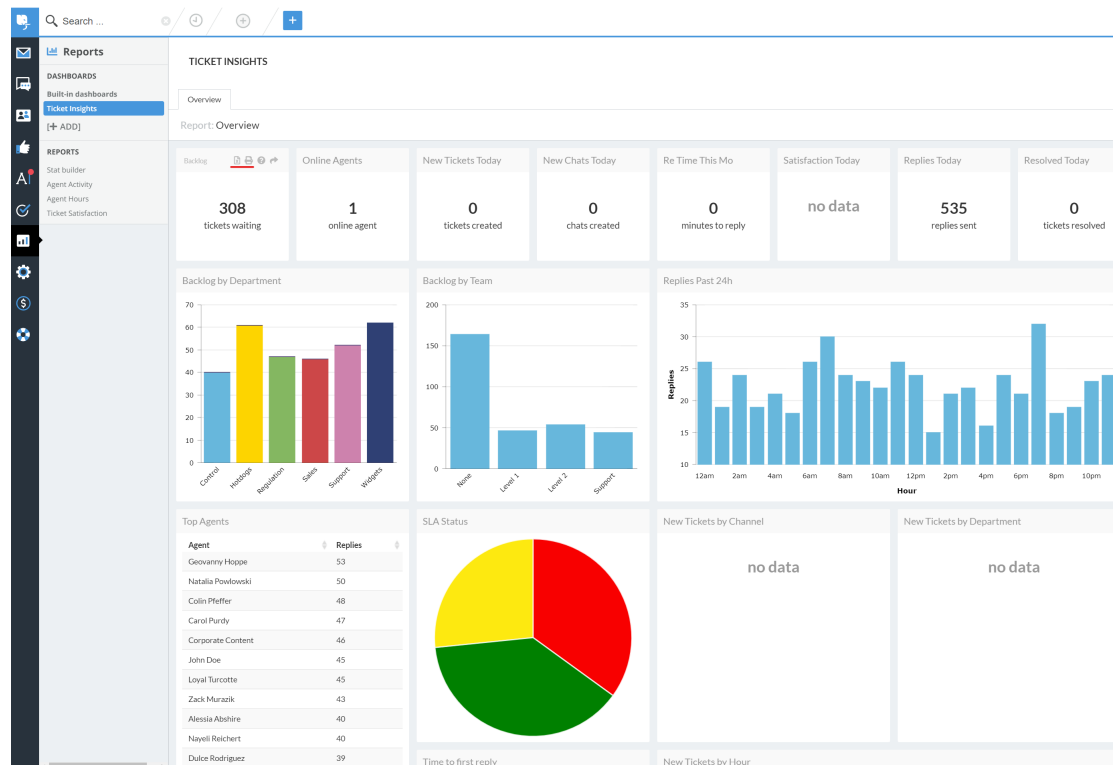 Search ...
Reports
DASHBOARDS
Built-in dashboards
Ticket Insights
[+ ADD]
REPORTS
Stat builder
Agent Activity
Agent Hours
Ticket Satisfaction
TICKET INSIGHTS
Overview
Report: Overview
Backlog
308
tickets waiting
Online Agents
1
online agent
New Tickets Today
0
tickets created
New Chats Today
0
chats created
Re Time This Mo
0
minutes to reply
Satisfaction Today
no data
Replies Today
535
replies sent
Resolved Today
0
tickets resolved
Backlog by Department
70
60
50
40
30
20
10
0
Control
Hotdogs
Regulation
Sales
Support
Widgets
Backlog by Team
200
150
100
50
0
None
Level 1
Level 2
Support
Replies Past 24h
Replies
35
30
25
20
15
10
12am 2am 4am 6am 8am 10am 12pm 2pm 4pm 6pm 8pm 10pm
Hour
Top Agents
Agent Replies
Geovanny Hoppe 53
Natalia Powlowski 50
Colin Pfeffer 48
Carol Purdy 47
Corporate Content 46
John Doe 45
Loyal Turcotte 45
Zack Murazik 43
Alessia Abshire 40
Nayeli Reichert 40
Dulce Rodriguez 39
SLA Status
New Tickets by Channel
no data
New Tickets by Department
no data
Time to first reply
New Tickets by Hour